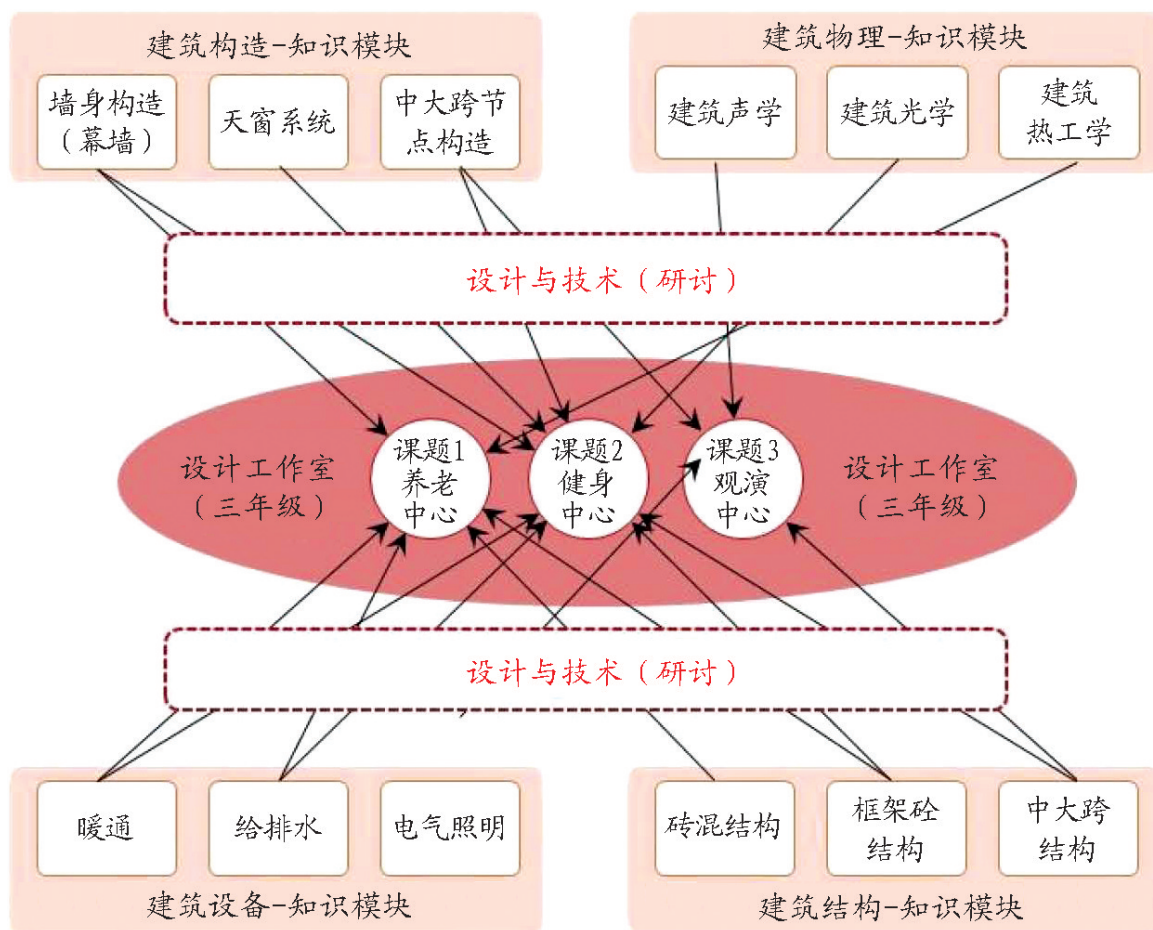 建筑构造-知识模块
墙身构造
（幕墙）
天窗系统
中大跨节
点构造
建筑物理-知识模块
建筑声学
建筑光学
建筑
热工学
设计与技术（研讨）
设计工作室
（三年级）
课题1
养老
中心
课题2
健身
中心
课题3
观演
中心
设计工作室
（三年级）
设计与技术（研讨）
暖通
给排水
电气照明
建筑设备-知识模块
砖混结构
框架砼
结构
中大跨
结构
建筑结构-知识模块